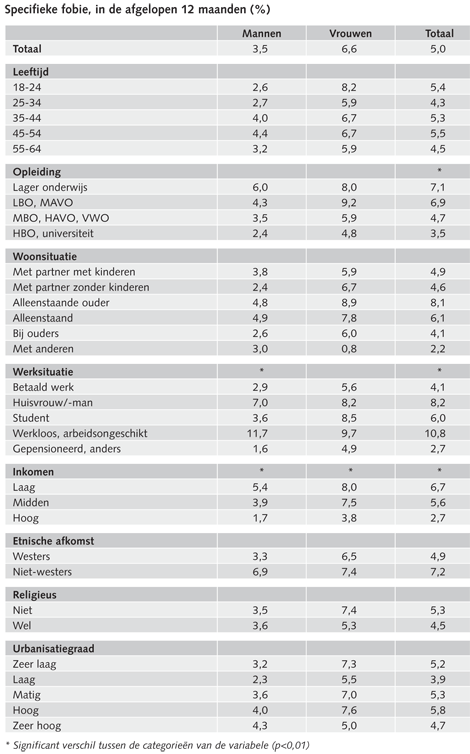 Specifieke fobie, in de afgelopen 12 maanden (%)
Mannen Vrouwen Totaal
Totaal 3,5 6,6 5,0
Leeftijd
18-24 2,6 8,2 5,4
25-34 2,7 5,9 4,3
35-44 4,0 6,7 5,3
45-54 4,4 6,7 5,5
55-64 3,2 5,9 4,5
Opleiding *
Lager onderwijs 6,0 8,0 7,1
LBO, MAVO 4,3 9,2 6,9
MBO, HAVO, VWO 3,5 5,9 4,7
HBO, universiteit 2,4 4,8 3,5
Woonsituatie
Met partner met kinderen 3,8 5,9 4,9
Met partner zonder kinderen 2,4 6,7 4,6
Alleenstaande ouder 4,8 8,9 8,1
Alleenstaand 4,9 7,8 6,1
Bij ouders 2,6 6,0 4,1
Met anderen 3,0 0,8 2,2
Werksituatie * *
Betaald werk 2,9 5,6 4,1
Huisvrouw/-man 7,0 8,2 8,2
Student 3,6 8,5 6,0
Werkloos, arbeidsongeschikt 11,7 9,7 10,8
Gepensioneerd, anders 1,6 4,9 2,7
Inkomen * * *
Laag 5,4 8,0 6,7
Midden 3,9 7,5 5,6
Hoog 1,7 3,8 2,7
Etnische afkomst
Westers 3,3 6,5 4,9
Niet-westers 6,9 7,4 7,2
Religieus
Niet 3,5 7,4 5,3
Wel 3,6 5,3 4,5
Urbanisatiegraad
Zeer laag 3,2 7,3 5,2
Laag 2,3 5,5 3,9
Matig 3,6 7,0 5,3
Hoog 4,0 7,6 5,8
Zeer hoog 4,3 5,0 4,7
* Significant verschil tussen de categorieën van de variabele (p<0,01)